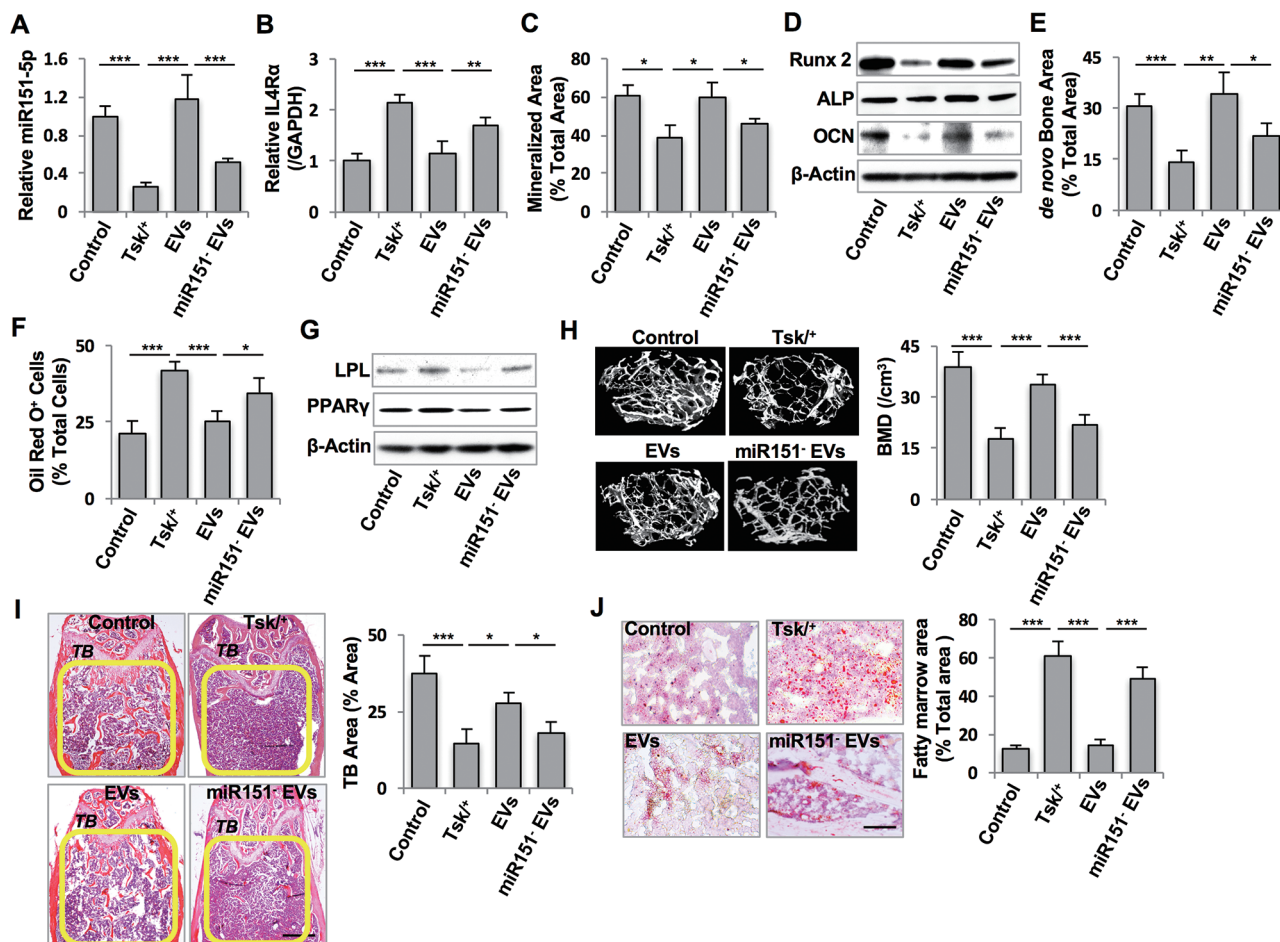 A
Relative miR151-5p
1.6
1.2
0.8
0.4
0
***
***
***
Control
Tsk/⁺
EVs
miR151⁻ EVs
B
Relative IL4Rα
(/GAPDH)
3
2
1
0
***
***
**
Control
Tsk/⁺
EVs
miR151⁻ EVs
C
Mineralized Area
(% Total Area)
80
60
40
20
0
*
*
*
Control
Tsk/⁺
EVs
miR151⁻ EVs
D
Runx 2
ALP
OCN
β-Actin
Control
Tsk/⁺
EVs
miR151⁻ EVs
E
de novo Bone Area
(% Total Area)
45
30
15
0
***
**
*
Control
Tsk/⁺
EVs
miR151⁻ EVs
F
Oil Red O⁺ Cells
(% Total Cells)
50
25
0
***
***
*
Control
Tsk/⁺
EVs
miR151⁻ EVs
G
LPL
PPARγ
β-Actin
Control
Tsk/⁺
EVs
miR151⁻ EVs
H
Control
Tsk/⁺
EVs
miR151⁻ EVs
BMD (/cm³)
45
30
15
0
***
***
***
Control
Tsk/⁺
EVs
miR151⁻ EVs
I
Control
Tsk/⁺
TB
TB
EVs
miR151⁻ EVs
TB
TB
TB Area (% Area)
50
25
0
***
*
*
Control
Tsk/⁺
EVs
miR151⁻ EVs
J
Control
Tsk/⁺
EVs
miR151⁻ EVs
Fatty marrow area
(% Total area)
80
60
40
20
0
***
***
***
Control
Tsk/⁺
EVs
miR151⁻ EVs